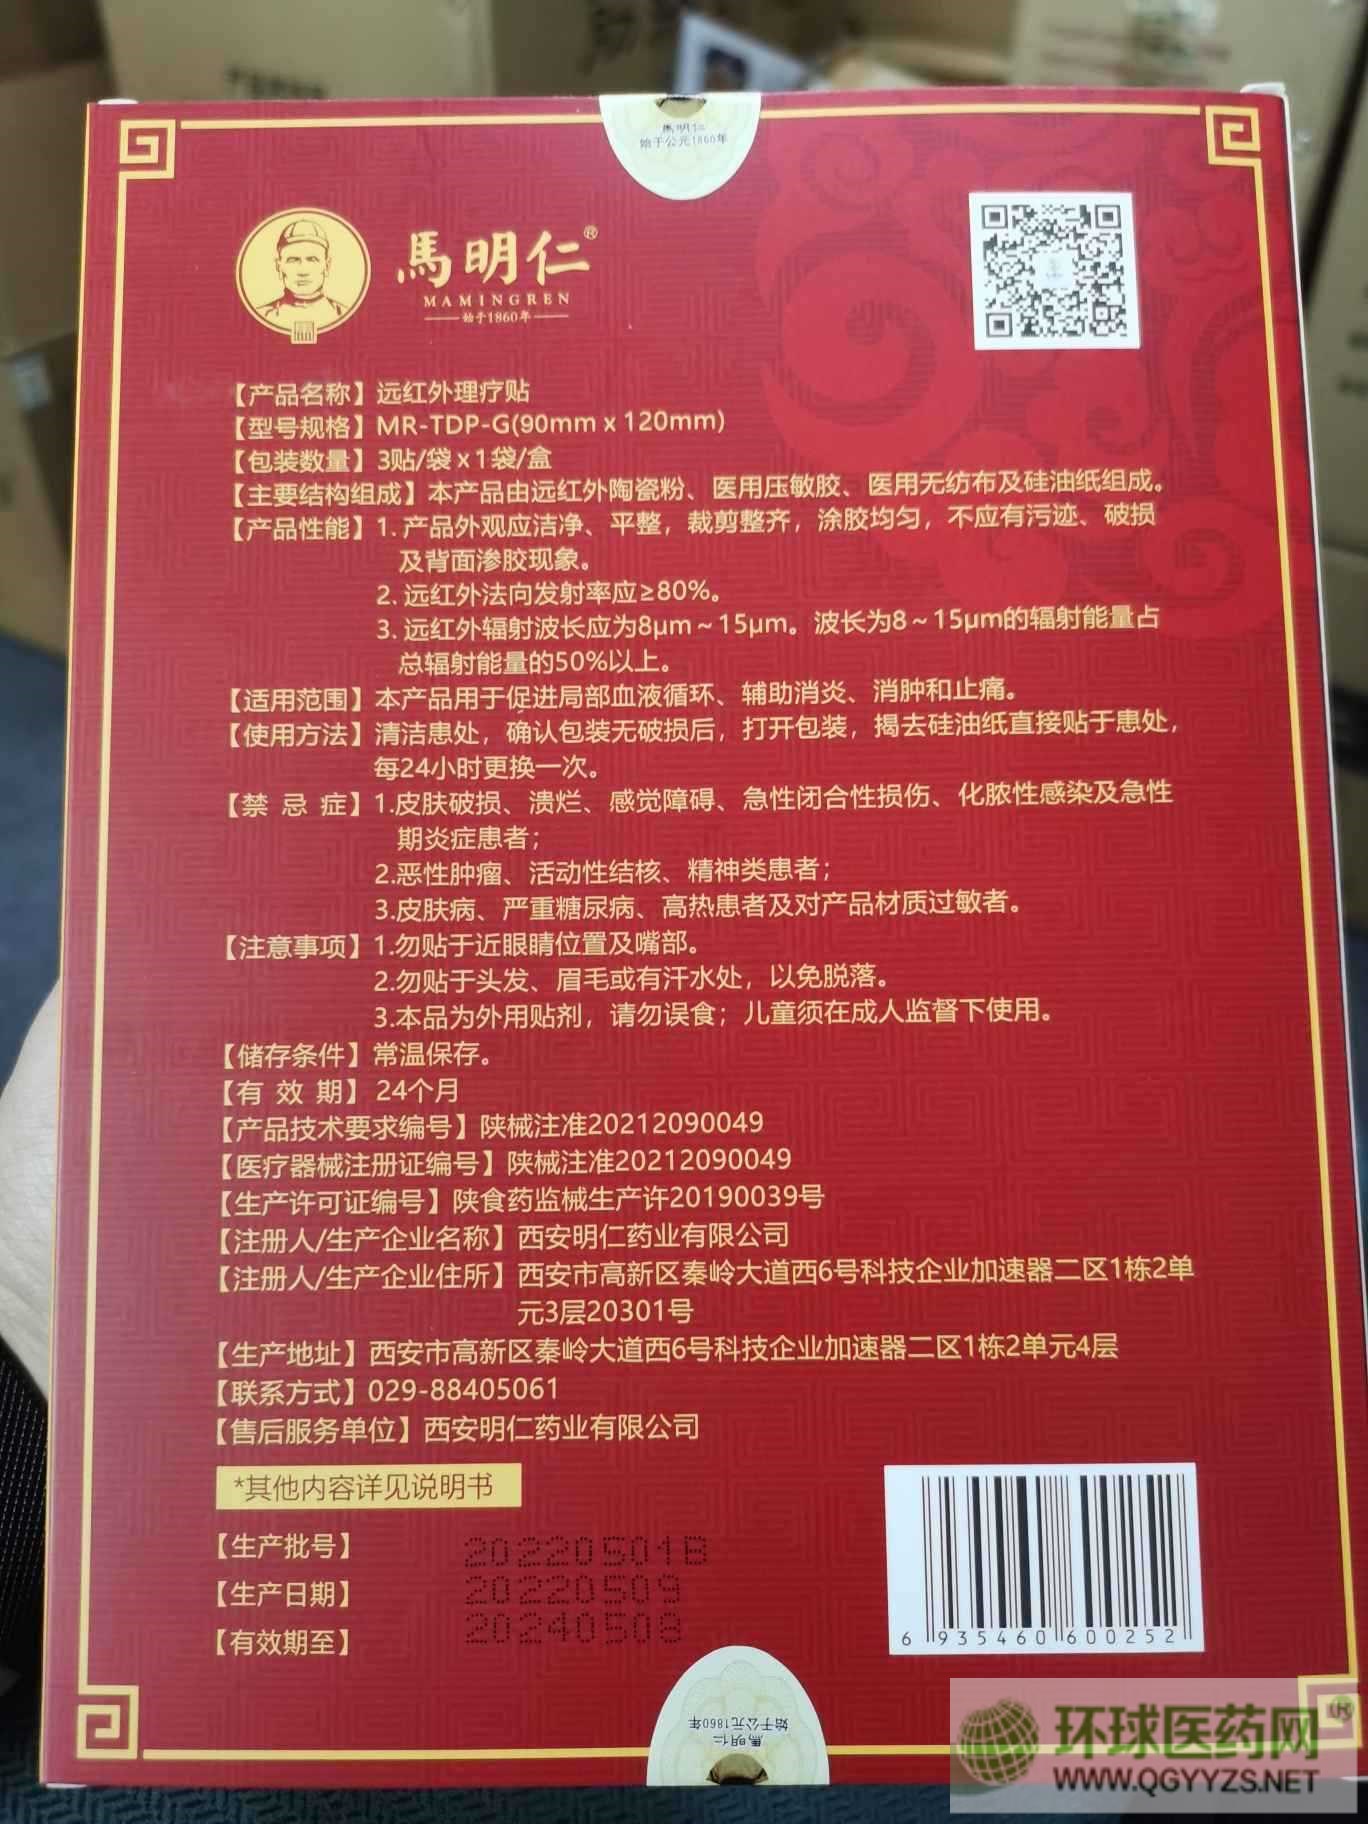 馬明仁
始于公元1860年
馬明仁®
MAMINGREN
始于1860年
【产品名称】远红外理疗贴
【型号规格】MR-TDP-G(90mm x 120mm)
【包装数量】3贴/袋 x 1袋/盒
【主要结构组成】本产品由远红外陶瓷粉、医用压敏胶、医用无纺布及硅油纸组成。
【产品性能】1. 产品外观应洁净、平整，裁剪整齐，涂胶均匀，不应有污迹、破损
及背面渗胶现象。
2. 远红外法向发射率应≥80%。
3. 远红外辐射波长应为8μm～15μm。波长为8～15μm的辐射能量占
总辐射能量的50%以上。
【适用范围】本产品用于促进局部血液循环、辅助消炎、消肿和止痛。
【使用方法】清洁患处，确认包装无破损后，打开包装，揭去硅油纸直接贴于患处，
每24小时更换一次。
【禁 忌 症】1.皮肤破损、溃烂、感觉障碍、急性闭合性损伤、化脓性感染及急性
期炎症患者；
2.恶性肿瘤、活动性结核、精神类患者；
3.皮肤病、严重糖尿病、高热患者及对产品材质过敏者。
【注意事项】1.勿贴于近眼睛位置及嘴部。
2.勿贴于头发、眉毛或有汗水处，以免脱落。
3.本品为外用贴剂，请勿误食；儿童须在成人监督下使用。
【储存条件】常温保存。
【有 效 期】24个月
【产品技术要求编号】陕械注准20212090049
【医疗器械注册证编号】陕械注准20212090049
【生产许可证编号】陕食药监械生产许20190039号
【注册人/生产企业名称】西安明仁药业有限公司
【注册人/生产企业住所】西安市高新区秦岭大道西6号科技企业加速器二区1栋2单
元3层20301号
【生产地址】西安市高新区秦岭大道西6号科技企业加速器二区1栋2单元4层
【联系方式】029-88405061
【售后服务单位】西安明仁药业有限公司
*其他内容详见说明书
【生产批号】20220501B
【生产日期】20220509
【有效期至】20240508
6 935460 600252
始于公元1860年
馬明仁
环球医药网
WWW.QGYYZS.NET